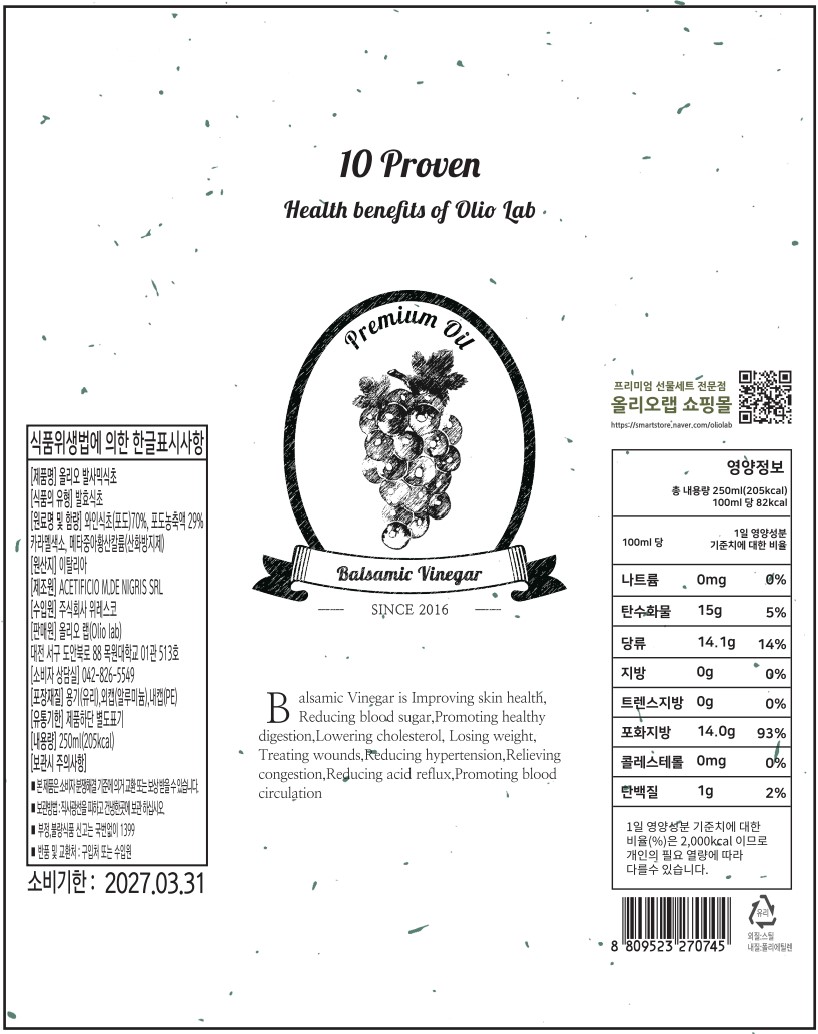 10 Proven
Health benefits of Olio Lab
Premium Oil
Balsamic Vinegar
SINCE 2016
Balsamic Vinegar is Improving skin health,
Reducing blood sugar,Promoting healthy
digestion,Lowering cholesterol, Losing weight,
Treating wounds,Reducing hypertension,Relieving
congestion,Reducing acid reflux,Promoting blood
circulation
식품위생법에 의한 한글표시사항
[제품명] 올리오 발사믹식초
[식품의 유형] 발효식초
[원료명 및 함량] 와인식초(포도)70%, 포도농축액 29%
카라멜색소, 메타중아황산칼륨(산화방지제)
[원산지] 이탈리아
[제조원] ACETIFICIO M.DE NIGRIS SRL
[수입원] 주식회사 위레스코
[판매원] 올리오 랩(Olio lab)
대전 서구 도안북로 88 목원대학교 01관 513호
[소비자 상담실] 042-826-5549
[포장재질] 용기(유리),외캡(알루미늄),내캡(PE)
[유통기한] 제품하단 별도표기
[내용량] 250ml(205kcal)
[보관시 주의사항]
■ 본 제품은 소비자 분쟁해결 기준에 의거 교환 또는 보상 받을 수 있습니다.
■ 보관방법 : 직사광선을 피하고 건냉한곳에 보관 하십시오.
■ 부정,불량식품 신고는 국번없이 1399
■ 반품 및 교환처 : 구입처 또는 수입원
소비기한 : 2027.03.31
프리미엄 선물세트 전문점
올리오랩 쇼핑몰
https://smartstore.naver.com/oliolab
영양정보
총 내용량 250ml(205kcal)
100ml 당 82kcal
100ml 당 1일 영양성분
기준치에 대한 비율
나트륨 0mg 0%
탄수화물 15g 5%
당류 14.1g 14%
지방 0g 0%
트렌스지방 0g 0%
포화지방 14.0g 93%
콜레스테롤 0mg 0%
단백질 1g 2%
1일 영양성분 기준치에 대한
비율(%)은 2,000kcal 이므로
개인의 필요 열량에 따라
다를수 있습니다.
8 809523 270745
유리
외질:스틸
내질:폴리에틸렌